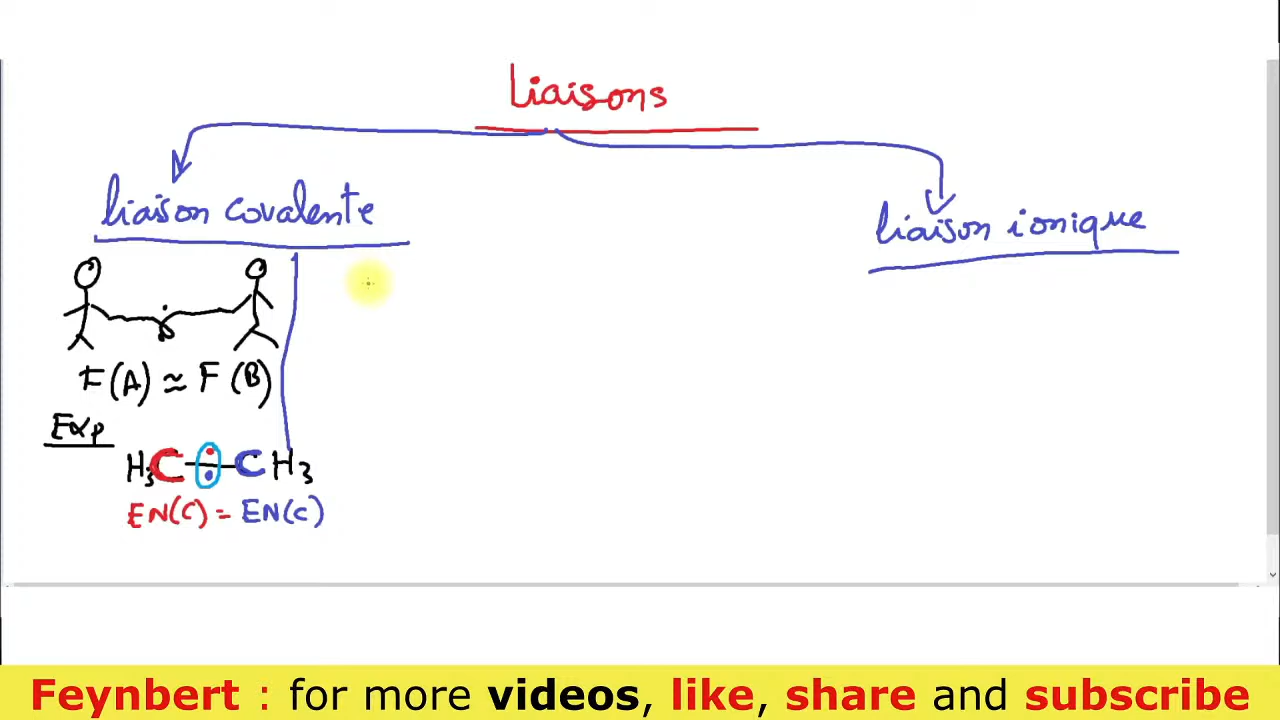 Liaisons
liaison covalente
liaison ionique
F(A) ≃ F(B)
Exp
H₃C—CH₃
EN(C) = EN(C)
Feynbert : for more videos, like, share and subscribe